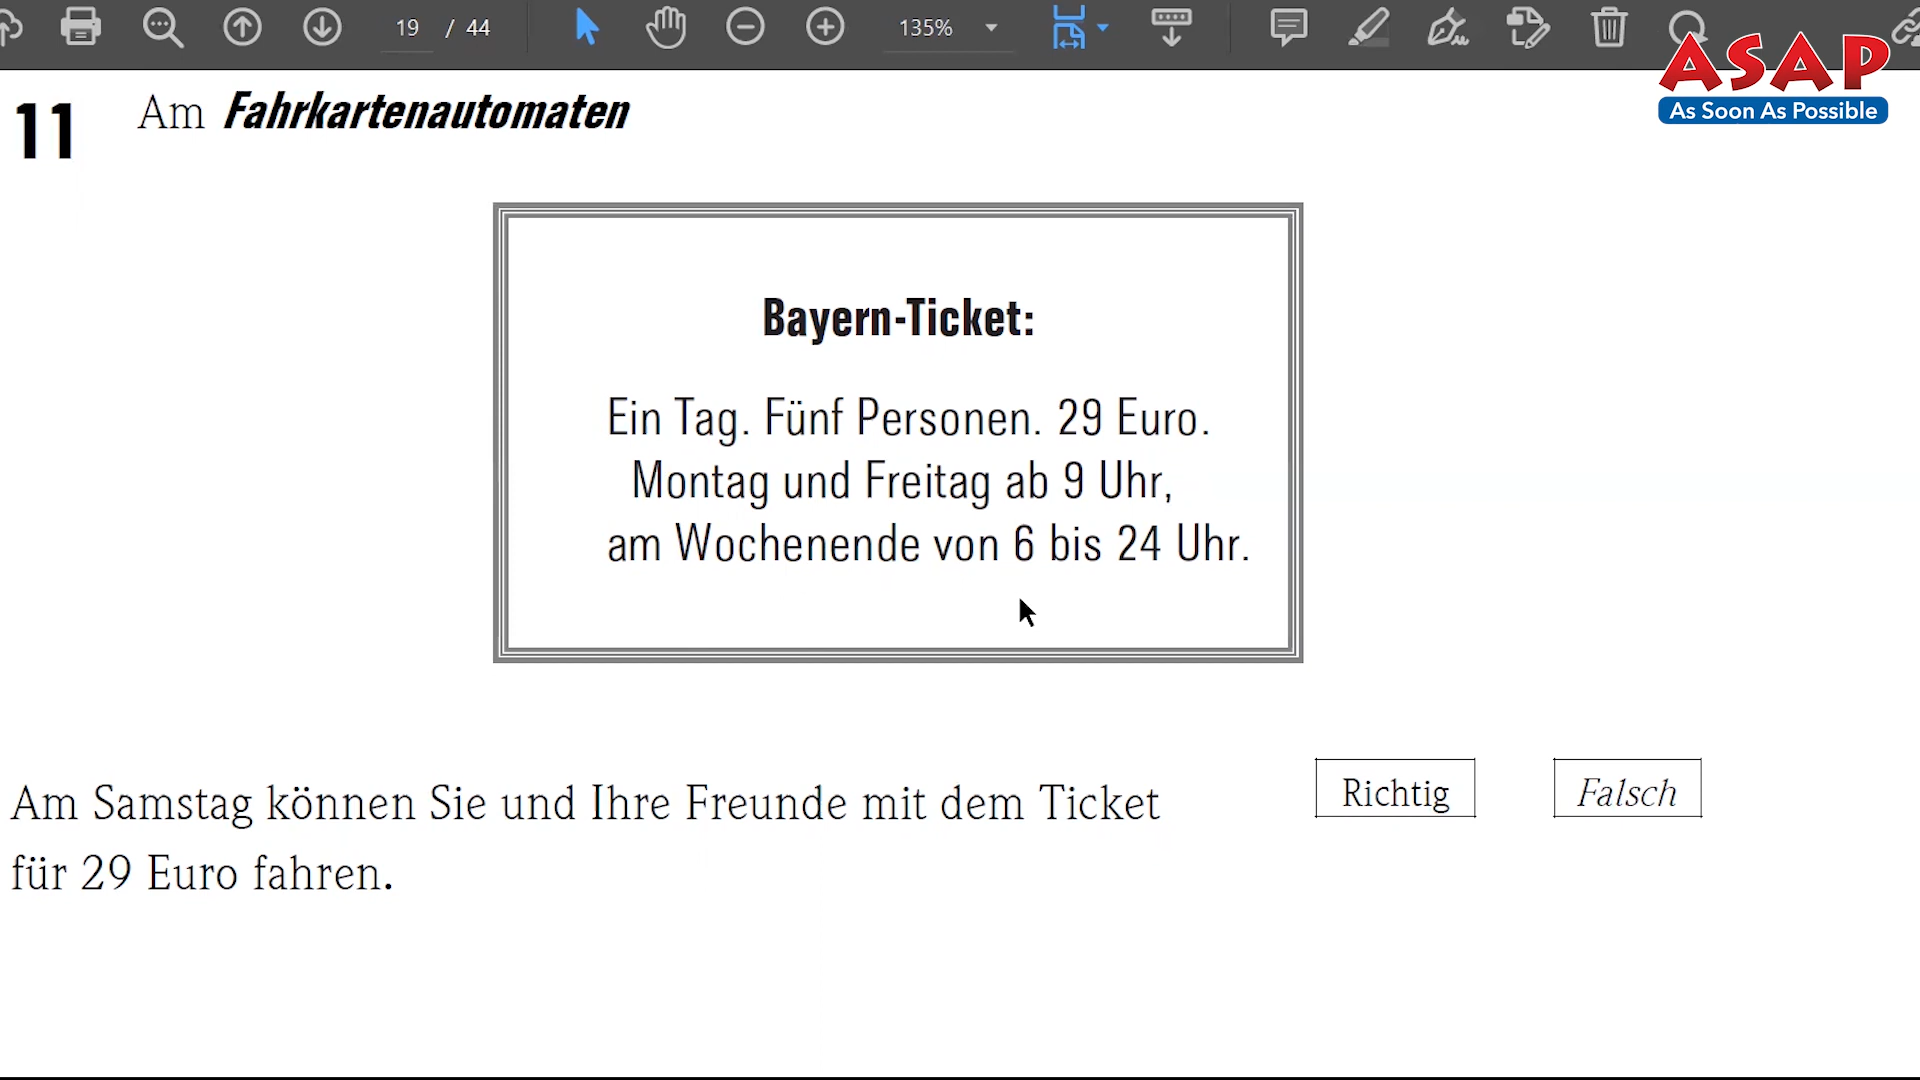 19 / 44
135%
ASAP
As Soon As Possible
11 Am Fahrkartenautomaten
Bayern-Ticket:
Ein Tag. Fünf Personen. 29 Euro.
Montag und Freitag ab 9 Uhr,
am Wochenende von 6 bis 24 Uhr.
Am Samstag können Sie und Ihre Freunde mit dem Ticket
für 29 Euro fahren.
Richtig
Falsch